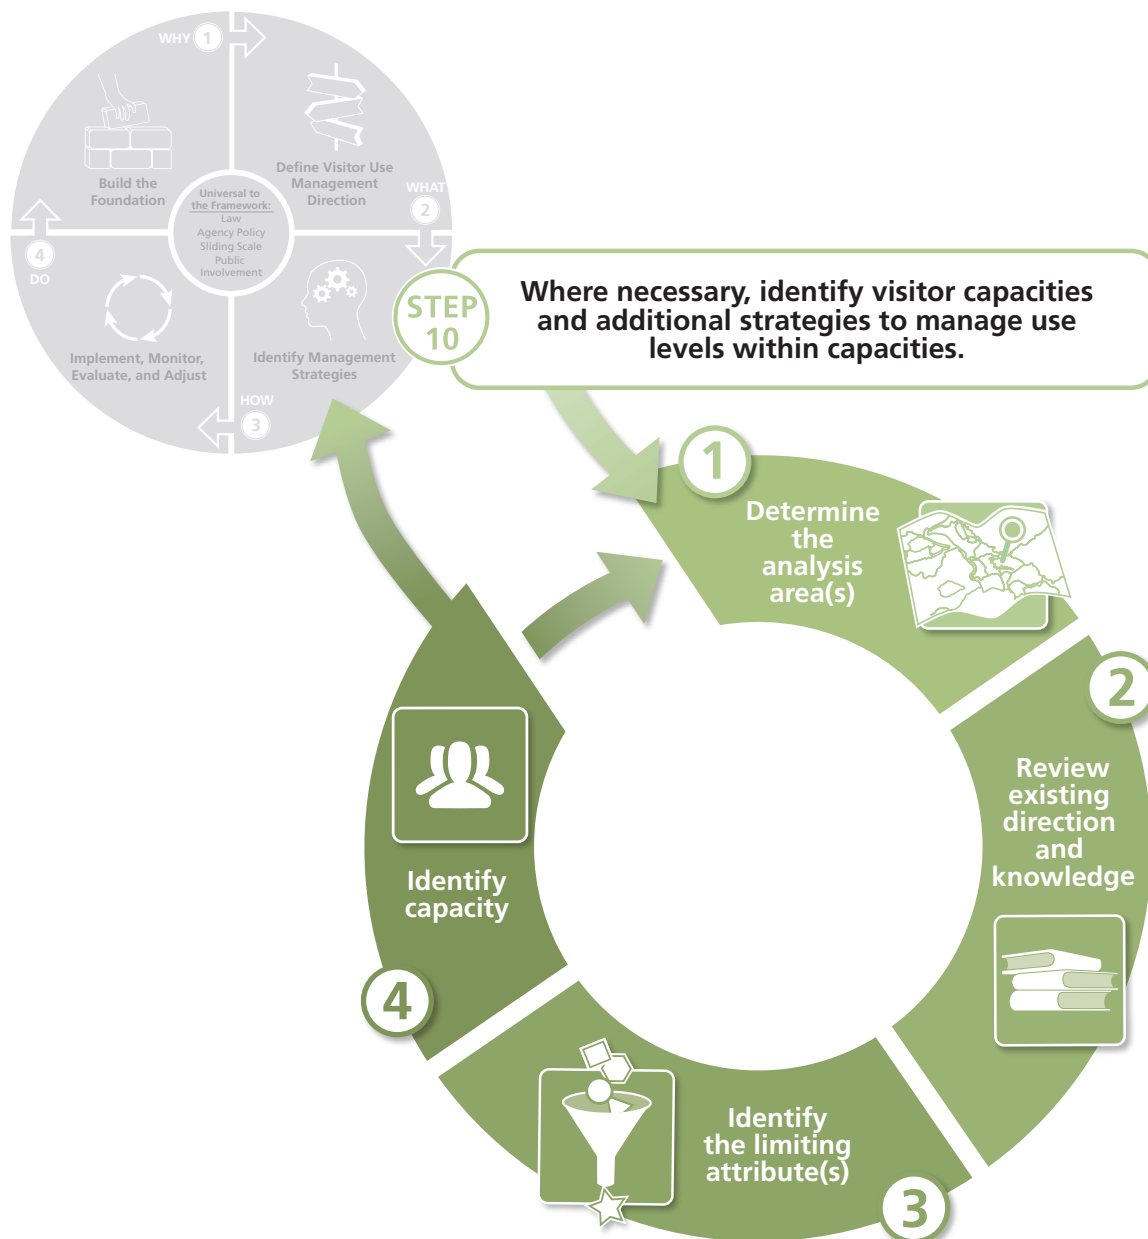 WHY 1
Build the
Foundation
Define Visitor Use
Management
Direction
WHAT
2
Universal to
the Framework:
Law
Agency Policy
Sliding Scale
Public
Involvement
4
DO
Implement, Monitor,
Evaluate, and Adjust
Identify Management
Strategies
HOW
3
STEP
10
Where necessary, identify visitor capacities
and additional strategies to manage use
levels within capacities.
1
Determine
the
analysis
area(s)
2
Review
existing
direction
and
knowledge
3
Identify
the limiting
attribute(s)
4
Identify
capacity